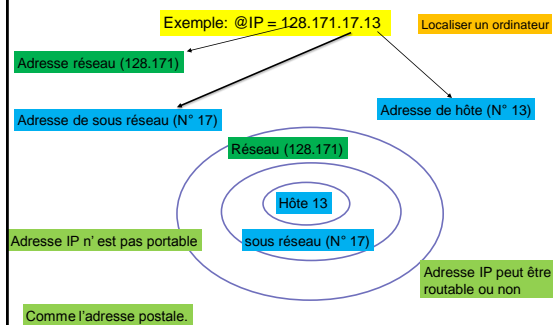 Exemple: @IP = 128.171.17.13
Localiser un ordinateur
Adresse réseau (128.171)
Adresse de sous réseau (N° 17)
Adresse de hôte (N° 13)
Réseau (128.171)
Hôte 13
Adresse IP n' est pas portable
sous réseau (N° 17)
Adresse IP peut être
routable ou non
Comme l'adresse postale.